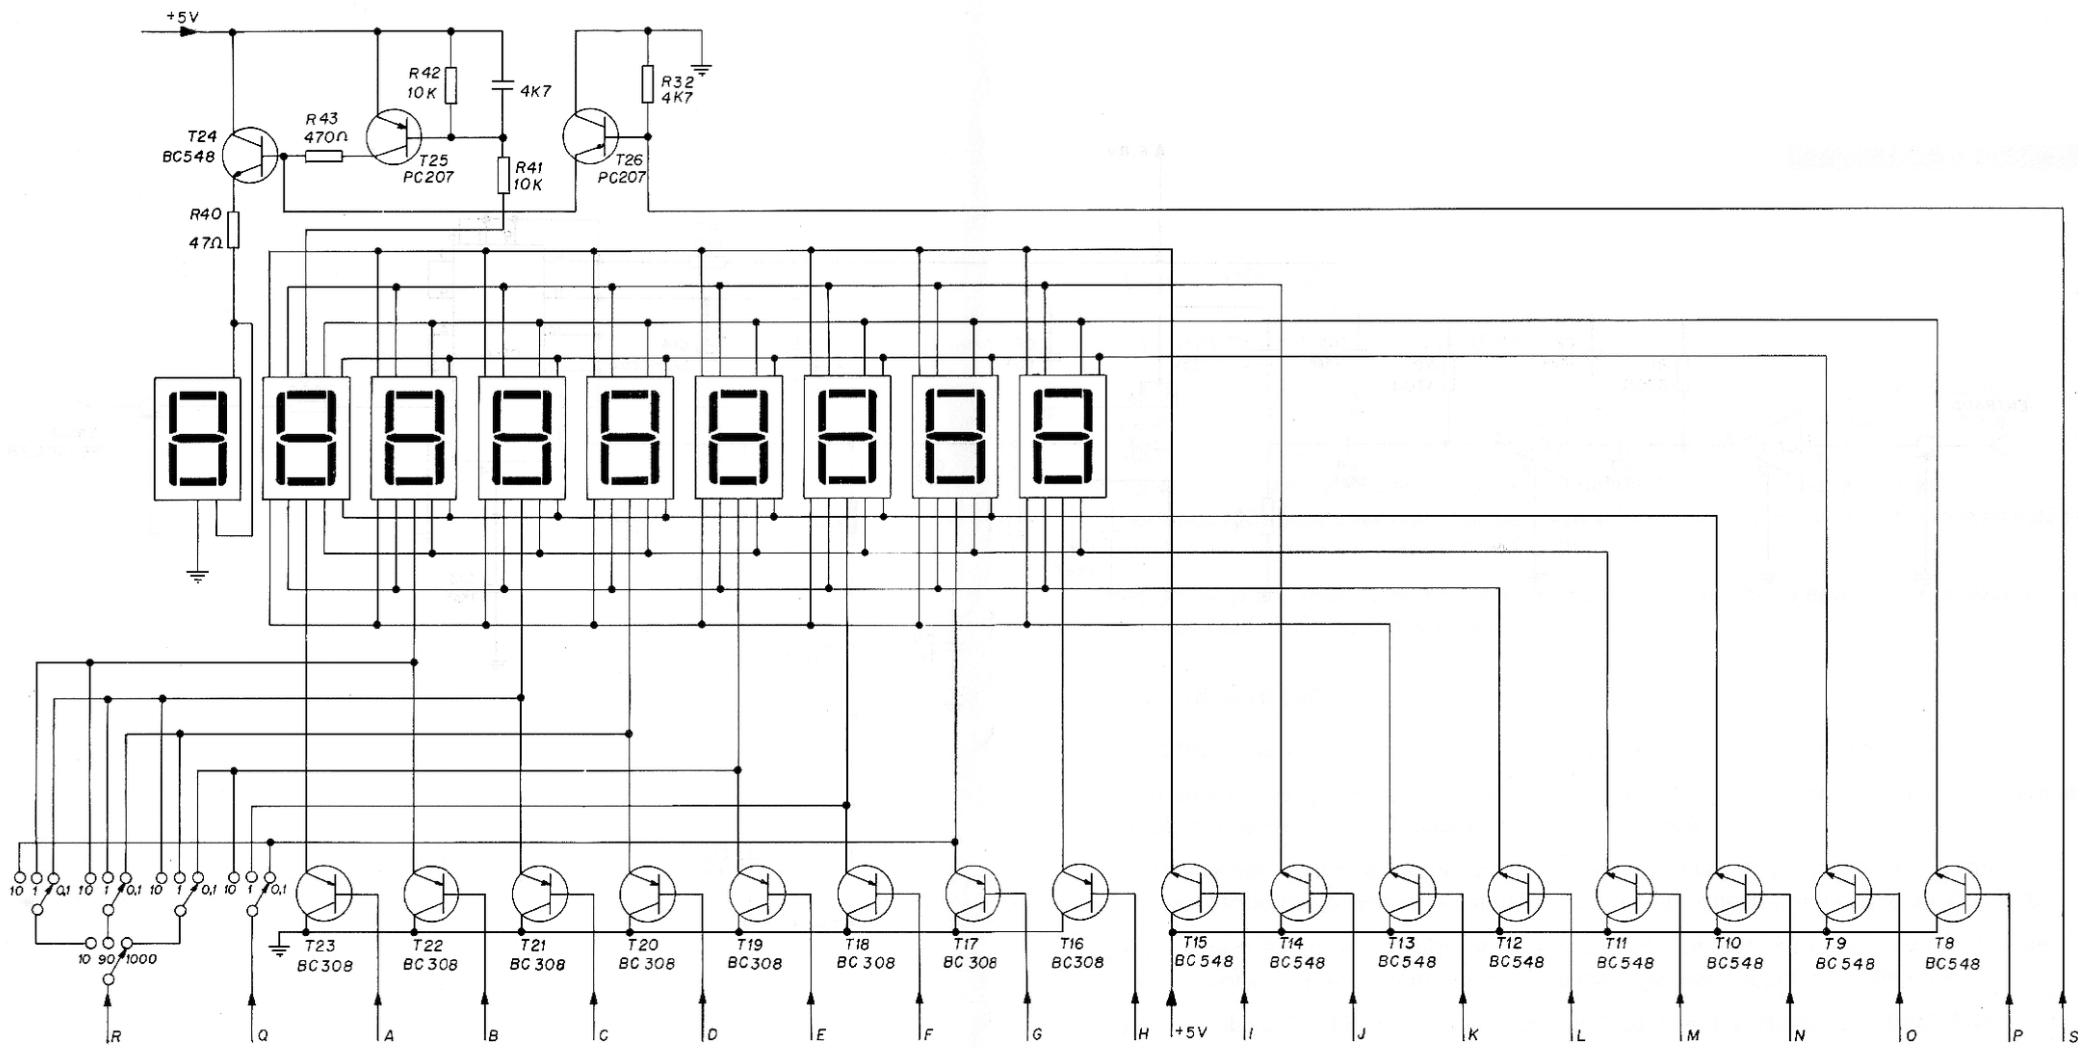 +5V
R42
10K
4K7
R32
4K7
R43
470Ω
T24
BC548
T25
PC207
R41
10K
T26
PC207
R40
47Ω
10
1
0,1
10
1
0,1
10
1
0,1
10
1
0,1
10
90
1000
T23
BC308
T22
BC308
T21
BC308
T20
BC308
T19
BC308
T18
BC308
T17
BC308
T16
BC308
T15
BC548
T14
BC548
T13
BC548
T12
BC548
T11
BC548
T10
BC548
T9
BC548
T8
BC548
R
Q
A
B
C
D
E
F
G
H
+5V
I
J
K
L
M
N
O
P
S